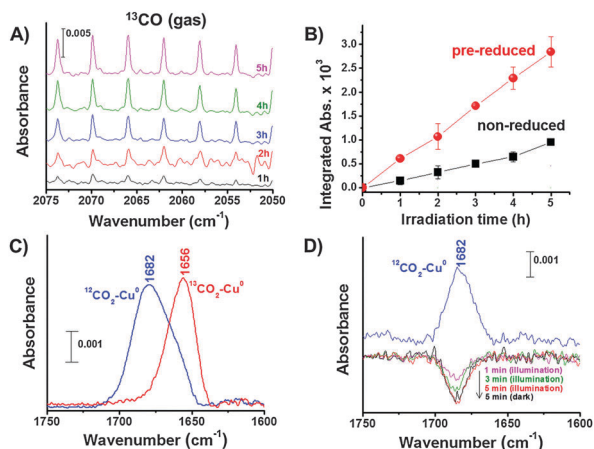 A)
¹³CO (gas)
0.005
5h
4h
3h
2h
1h
Absorbance
2075 2070 2065 2060 2055 2050
Wavenumber (cm⁻¹)
B)
Integrated Abs. x 10³
3.0
2.5
2.0
1.5
1.0
0.5
0.0
pre-reduced
non-reduced
0 1 2 3 4 5 6
Irradiation time (h)
C)
1682
1656
¹²CO₂-Cu⁰
¹³CO₂-Cu⁰
0.001
Absorbance
1750 1700 1650 1600
Wavenumber (cm⁻¹)
D)
1682
0.001
¹²CO₂-Cu⁰
1 min (illumination)
3 min (illumination)
5 min (illumination)
5 min (dark)
Absorbance
1750 1700 1650 1600
Wavenumber (cm⁻¹)